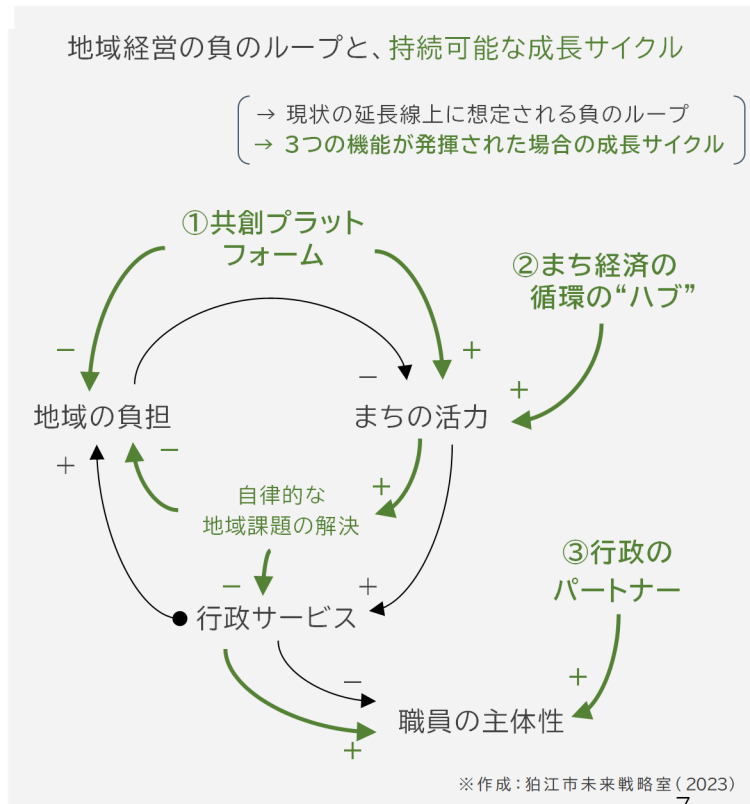 地域経営の負のループと、持続可能な成長サイクル
→ 現状の延長線上に想定される負のループ
→ 3つの機能が発揮された場合の成長サイクル
①共創プラット
フォーム
②まち経済の
循環の“ハブ”
－
＋
－
＋
地域の負担
まちの活力
＋
－
＋
自律的な
地域課題の解決
③行政の
パートナー
－
＋
行政サービス
－
＋
職員の主体性
＋
※作成：狛江市未来戦略室（2023）